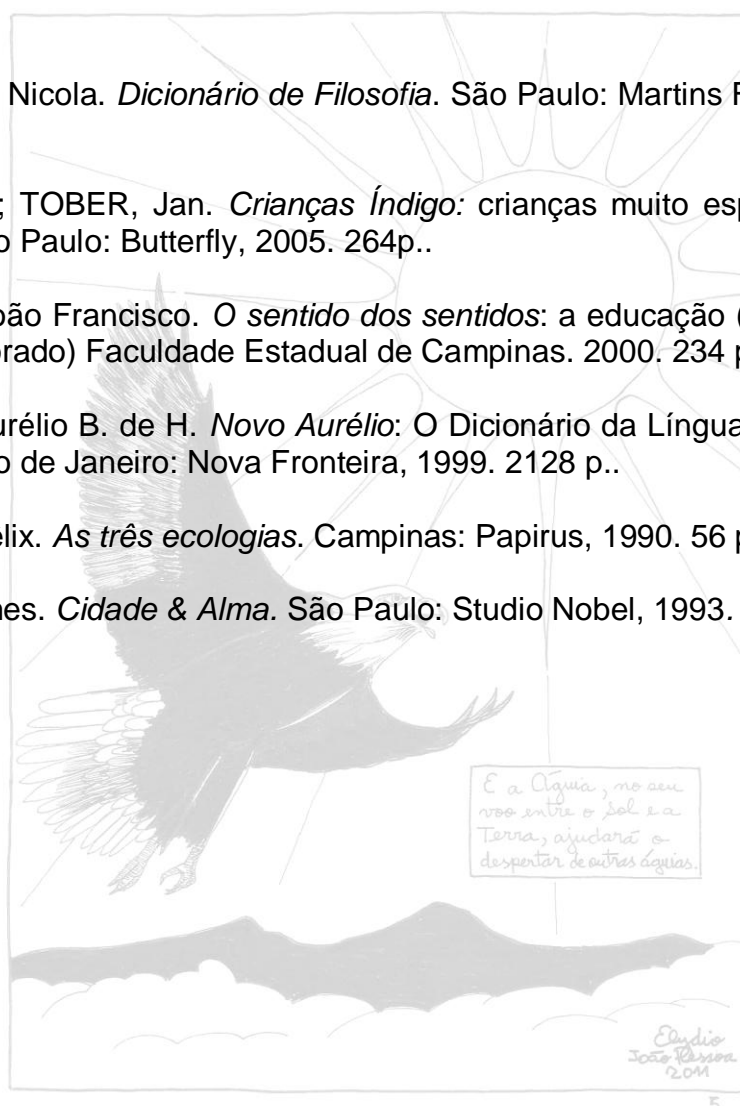 Nicola. Dicionário de Filosofia. São Paulo: Martins
; TOBER, Jan. Crianças Índigo: crianças muito esp
o Paulo: Butterfly, 2005. 264p..
oão Francisco. O sentido dos sentidos: a educação (
orado) Faculdade Estadual de Campinas. 2000. 234 p
urélio B. de H. Novo Aurélio: O Dicionário da Língua
o de Janeiro: Nova Fronteira, 1999. 2128 p..
elix. As três ecologias. Campinas: Papirus, 1990. 56 p
nes. Cidade & Alma. São Paulo: Studio Nobel, 1993.
E a Águia, no seu
voo entre o Sol e a
Terra, ajudará o
despertar de outras águias.
Elydio
João Pessoa
2011